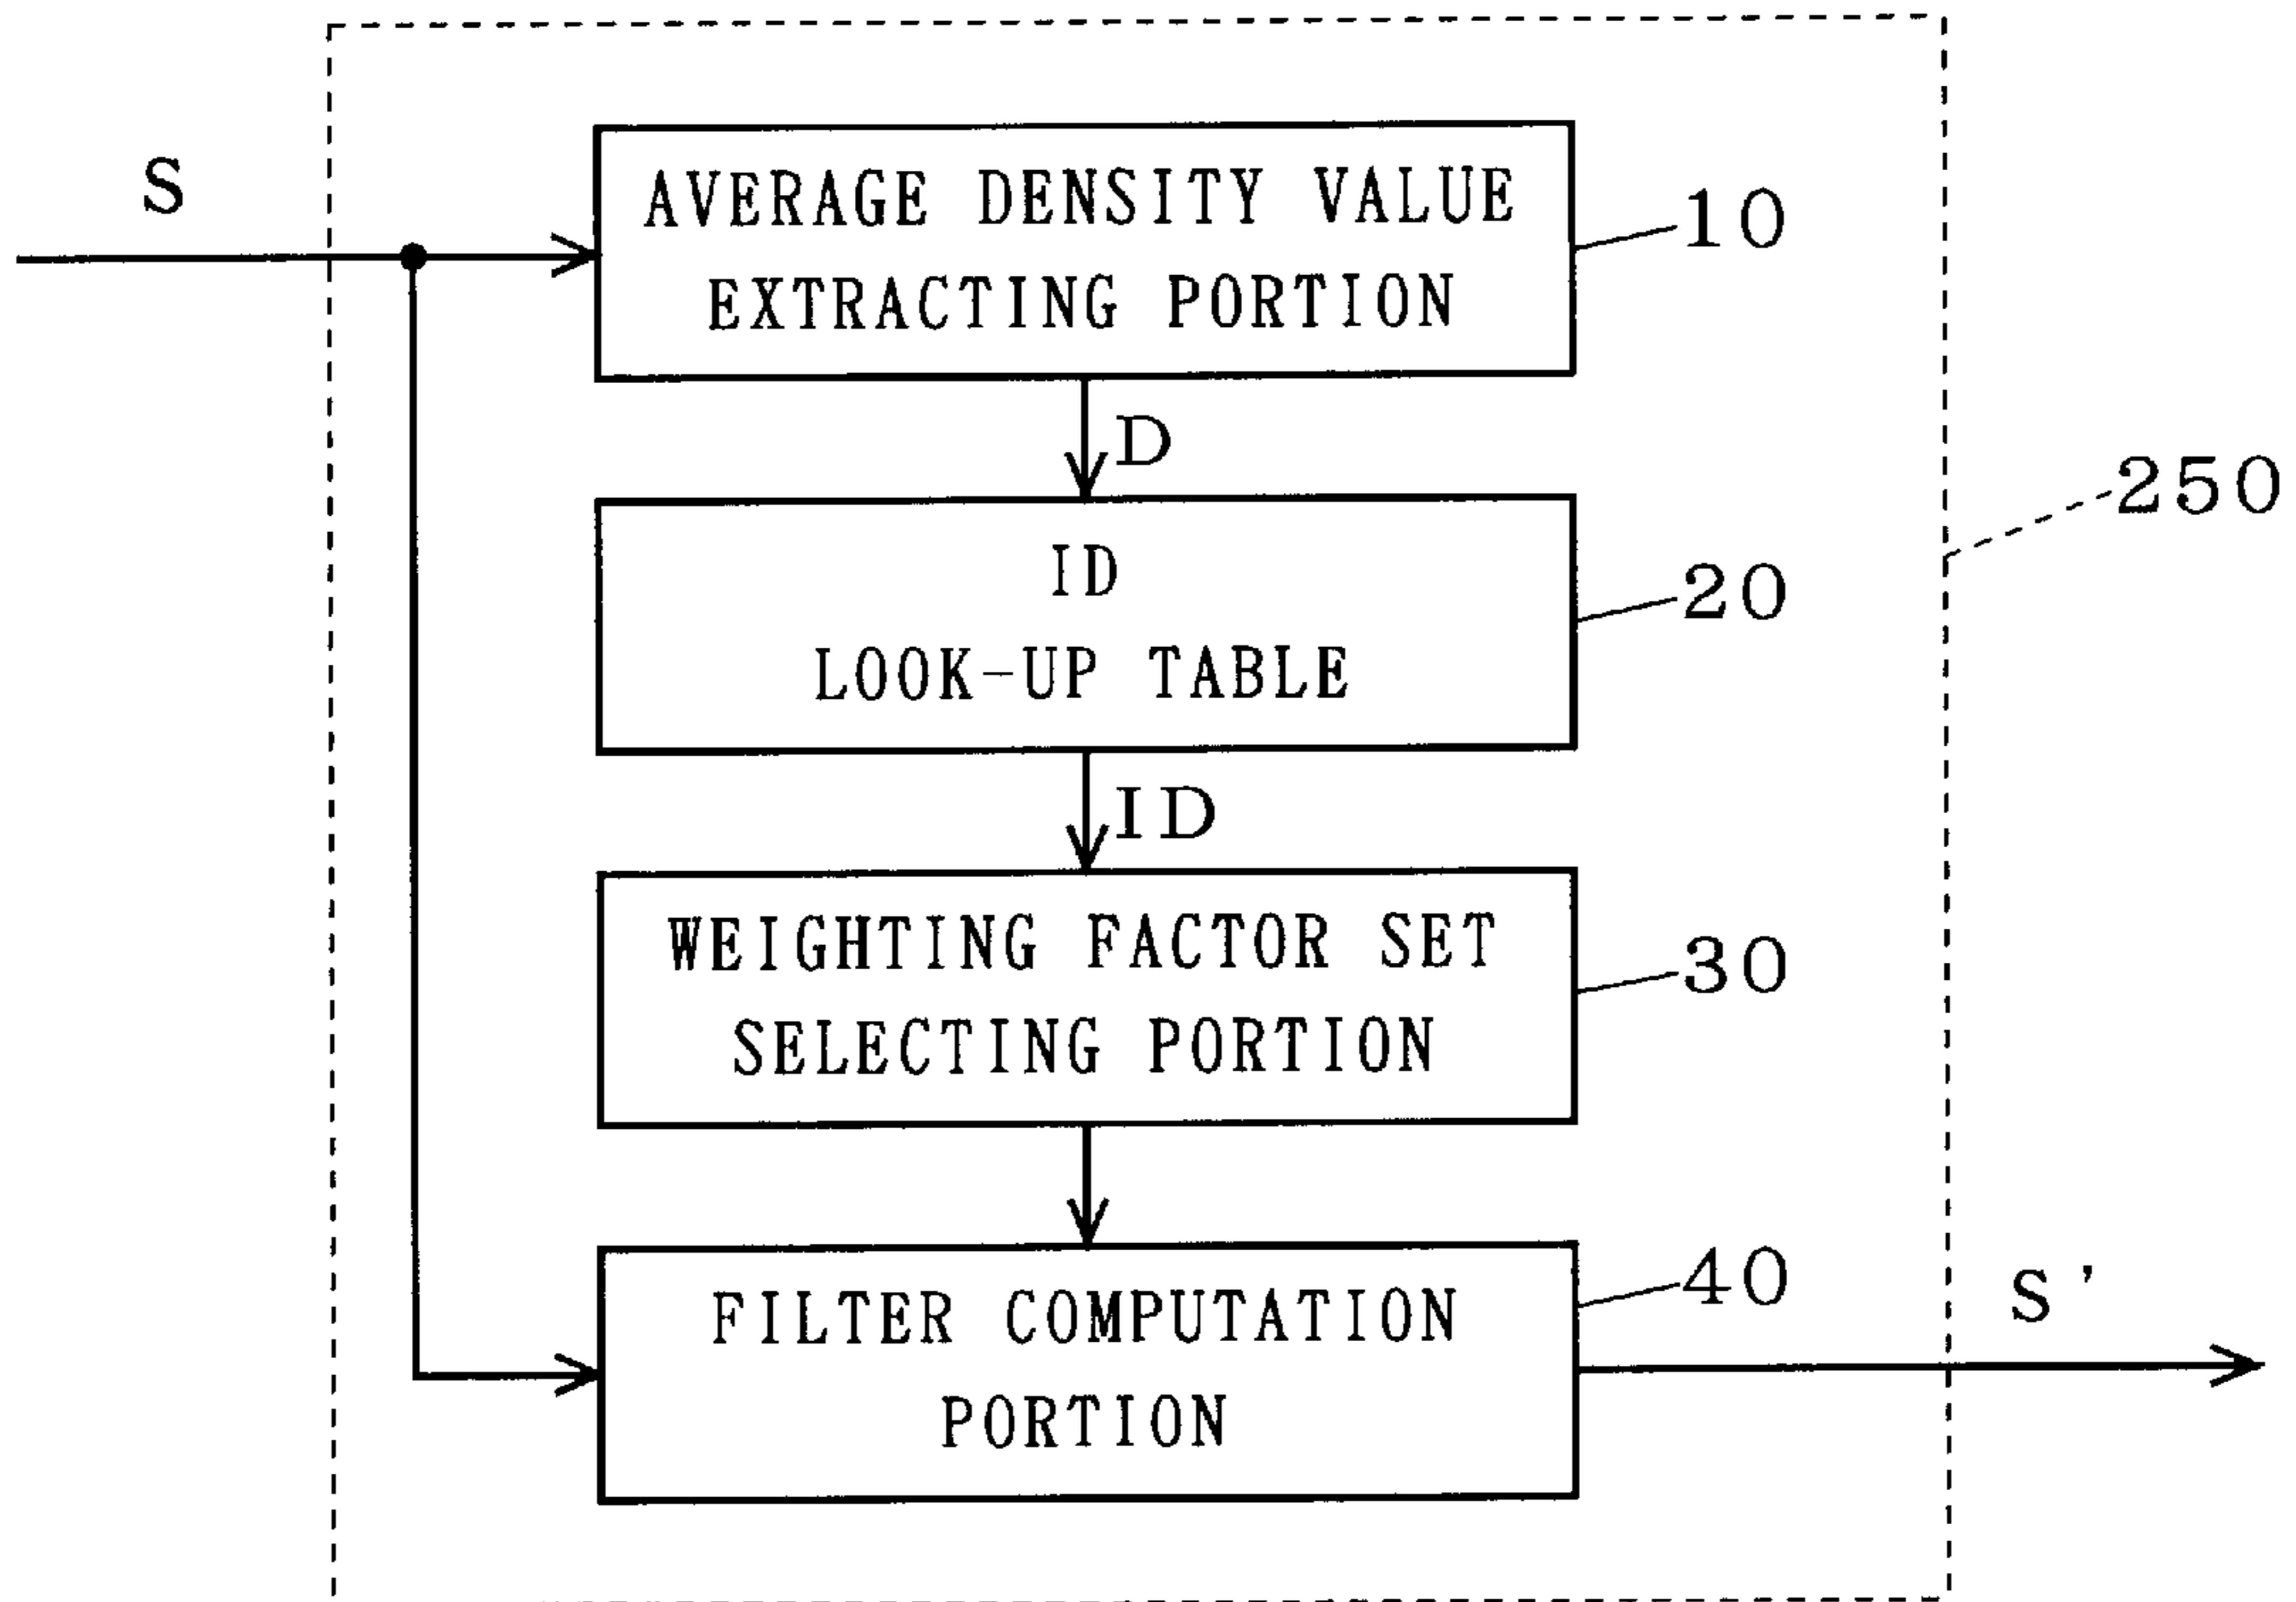 S
AVERAGE DENSITY VALUE
EXTRACTING PORTION
10
D
250
ID
LOOK-UP TABLE
20
ID
WEIGHTING FACTOR SET
SELECTING PORTION
30
FILTER COMPUTATION
PORTION
40
S'